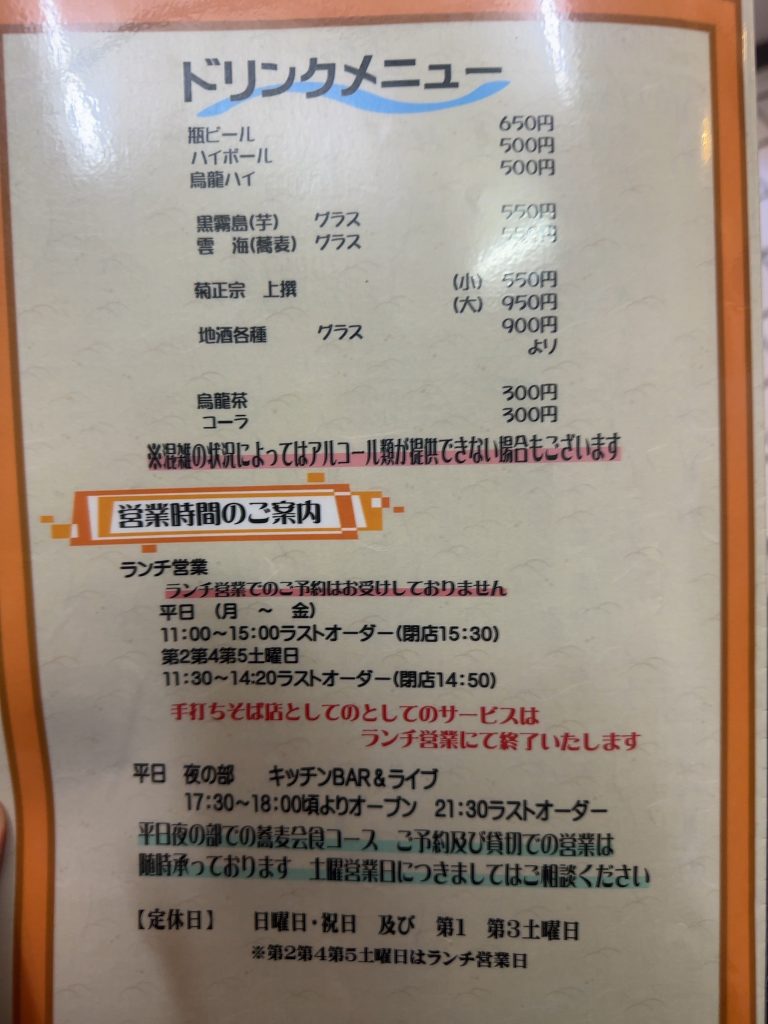 ドリンクメニュー
瓶ビール 650円
ハイボール 500円
烏龍ハイ 500円
黒霧島(芋) グラス 550円
雲 海(蕎麦) グラス 550円
菊正宗 上撰 (小) 550円
(大) 950円
地酒各種 グラス 900円
より
烏龍茶 300円
コーラ 300円
※混雑の状況によってはアルコール類が提供できない場合もございます
営業時間のご案内
ランチ営業
ランチ営業でのご予約はお受けしておりません
平日 (月 ～ 金)
11:00～15:00ラストオーダー(閉店15:30)
第2第4第5土曜日
11:30～14:20ラストオーダー(閉店14:50)
手打ちそば店としてのとしてのサービスは
ランチ営業にて終了いたします
平日 夜の部 キッチンBAR＆ライブ
17:30～18:00頃よりオープン 21:30ラストオーダー
平日夜の部での蕎麦会食コース ご予約及び貸切での営業は
随時承っております 土曜営業日につきましてはご相談ください
【定休日】 日曜日・祝日 及び 第1 第3土曜日
※第2第4第5土曜日はランチ営業日